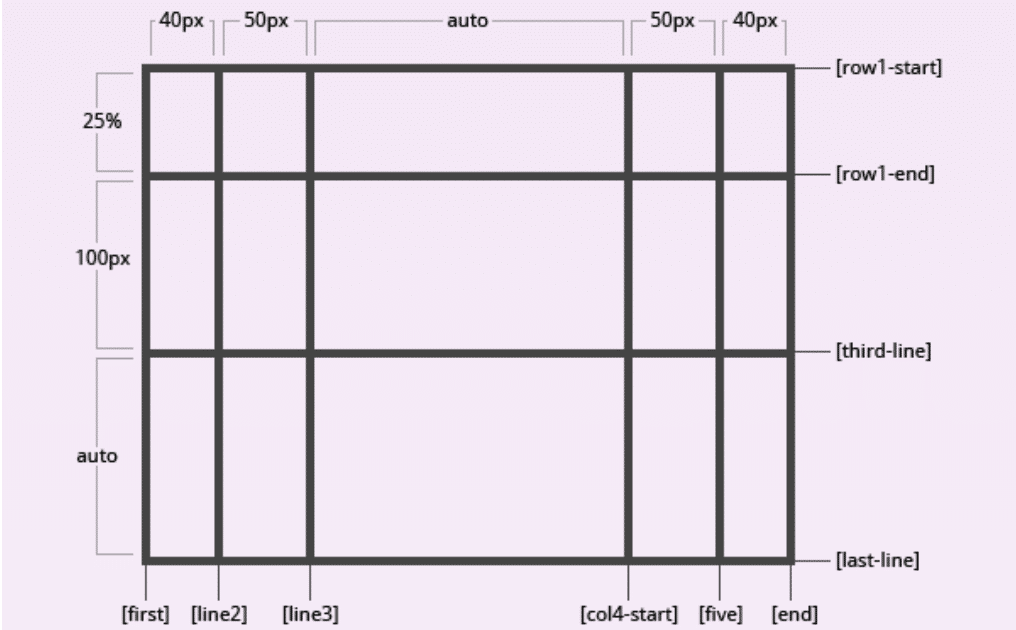 40px 50px auto 50px 40px
[row1-start]
25%
[row1-end]
100px
[third-line]
auto
[last-line]
[first] [line2] [line3] [col4-start] [five] [end]